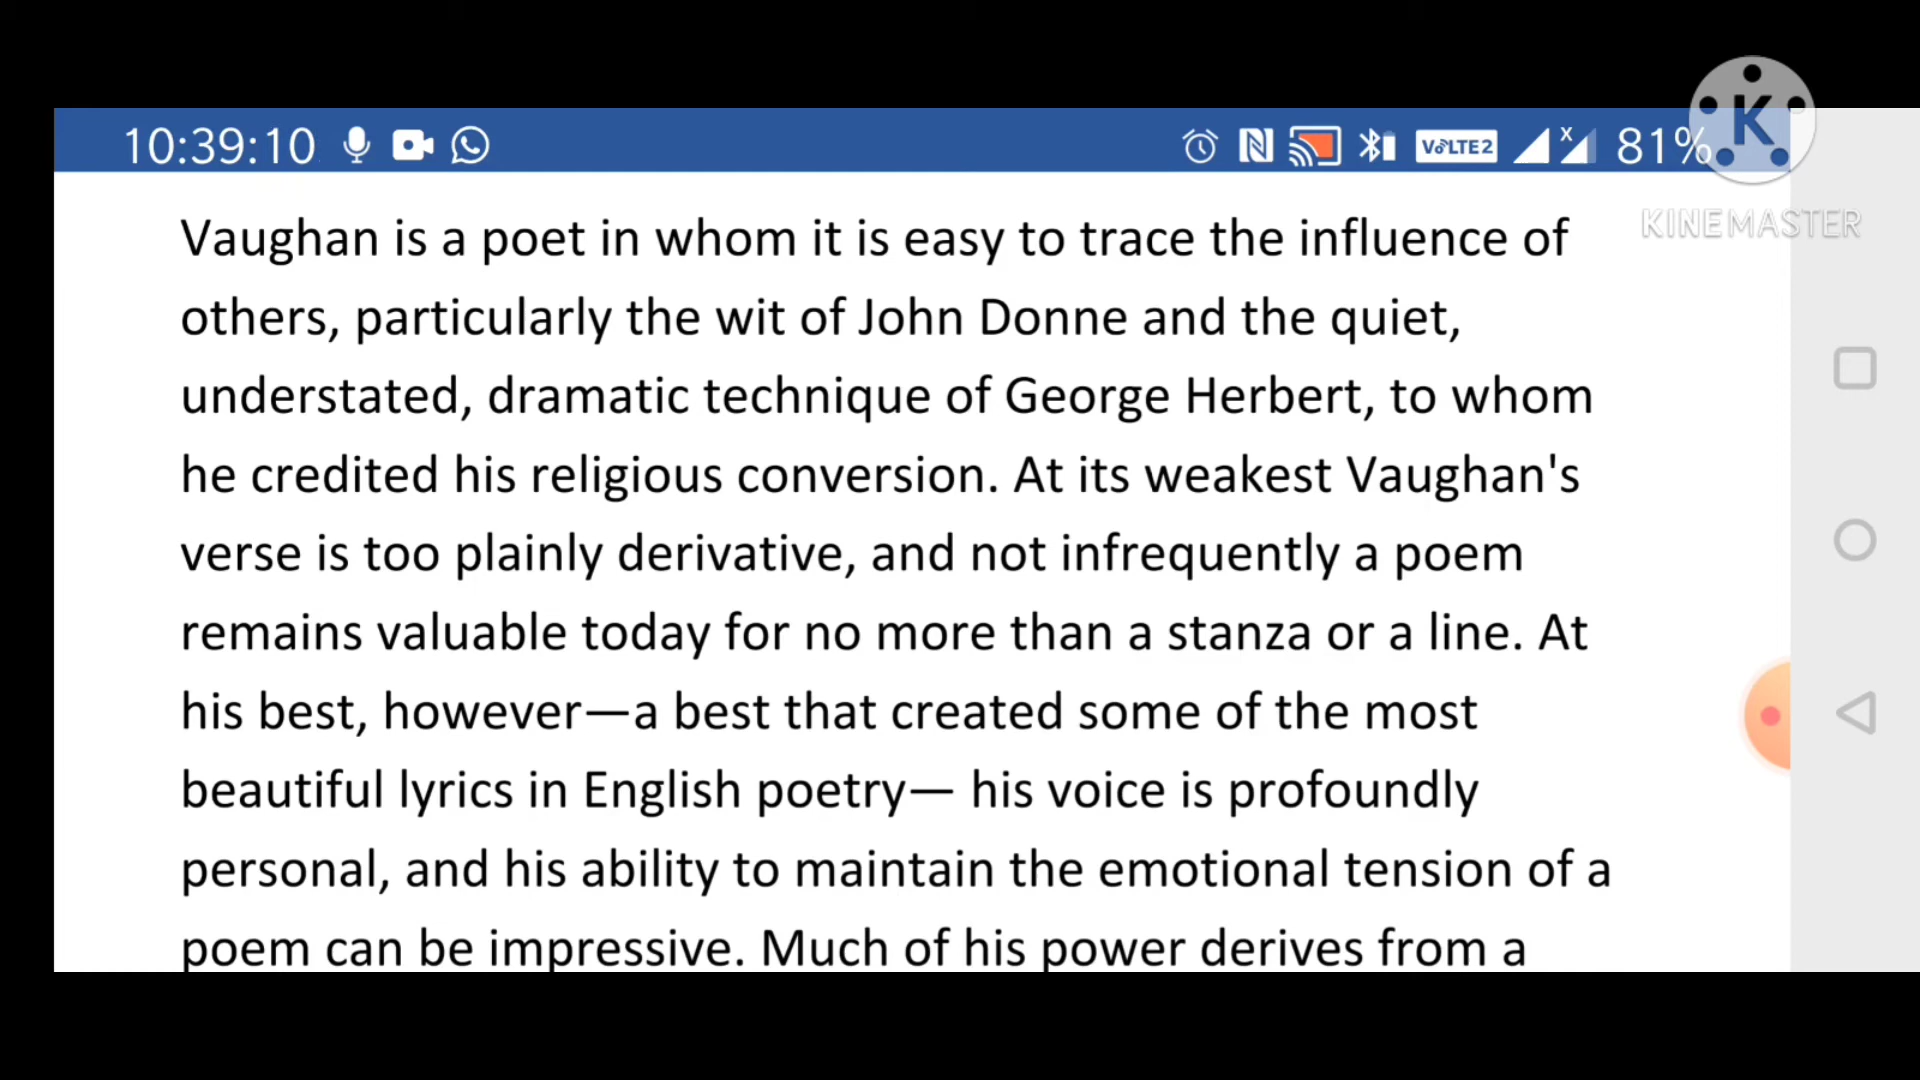 10:39:10 VoLTE2 x 81%
K
KINEMASTER
Vaughan is a poet in whom it is easy to trace the influence of
others, particularly the wit of John Donne and the quiet,
understated, dramatic technique of George Herbert, to whom
he credited his religious conversion. At its weakest Vaughan's
verse is too plainly derivative, and not infrequently a poem
remains valuable today for no more than a stanza or a line. At
his best, however—a best that created some of the most
beautiful lyrics in English poetry— his voice is profoundly
personal, and his ability to maintain the emotional tension of a
poem can be impressive. Much of his power derives from a